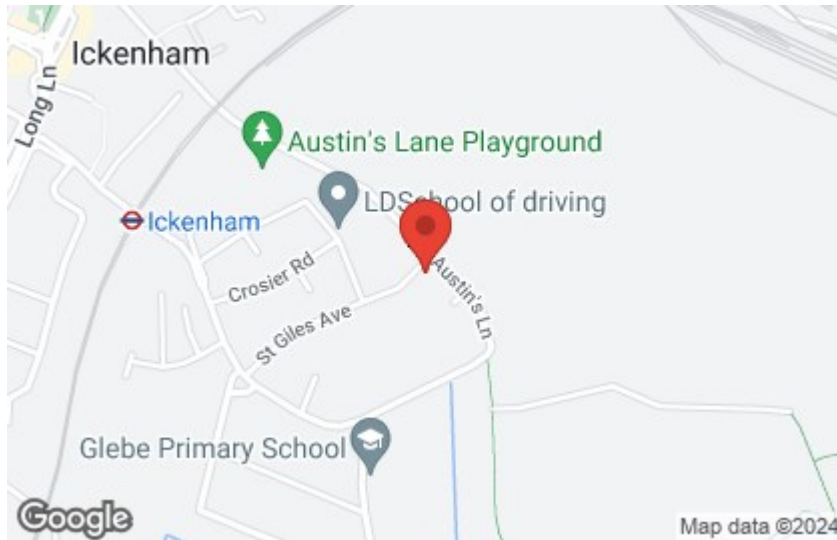 Ickenham
Long Ln
Austin's Lane Playground
LDSchool of driving
Ickenham
Crosier Rd
Austin's Ln
St Giles Ave
Glebe Primary School
Google
Map data ©2024